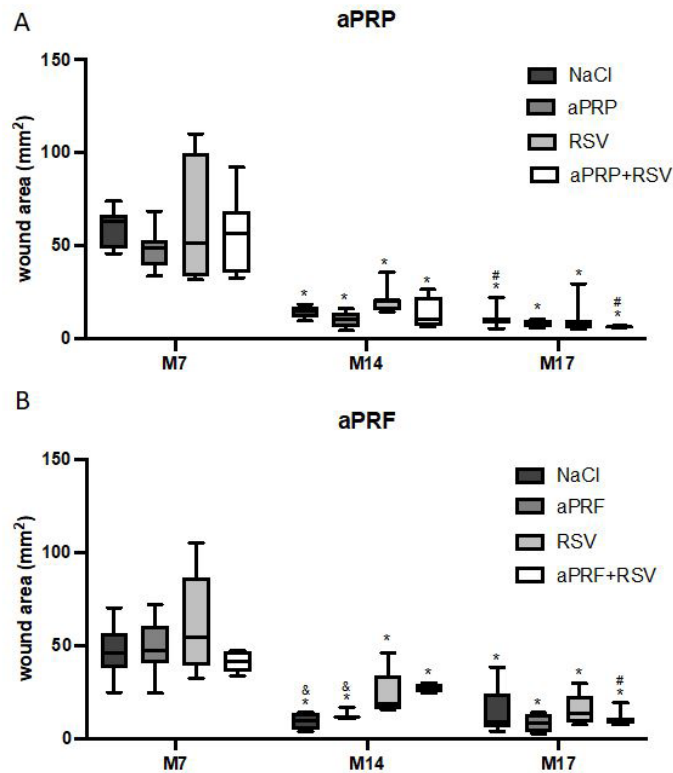 A
aPRP
wound area (mm²)
150
100
50
0
NaCl
aPRP
RSV
aPRP+RSV
* * * * # * * * # *
M7 M14 M17
B
aPRF
wound area (mm²)
150
100
50
0
NaCl
aPRF
RSV
aPRF+RSV
& * & * * * * * * # *
M7 M14 M17